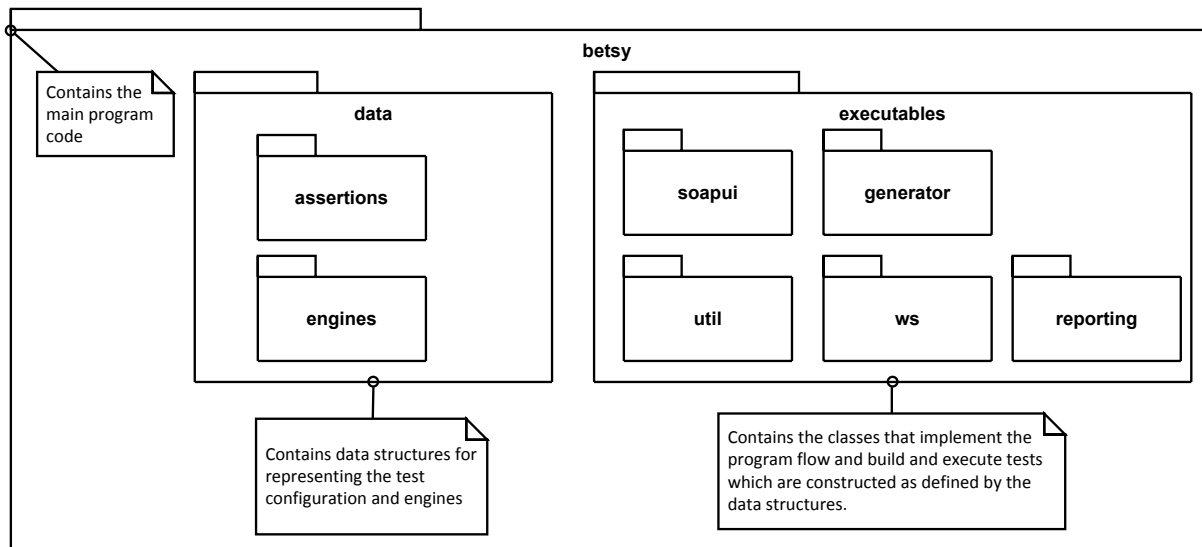 betsy
Contains the
main program
code
data
executables
assertions
soapui
generator
engines
util
ws
reporting
Contains data structures for
representing the test
configuration and engines
Contains the classes that implement the
program flow and build and execute tests
which are constructed as defined by the
data structures.